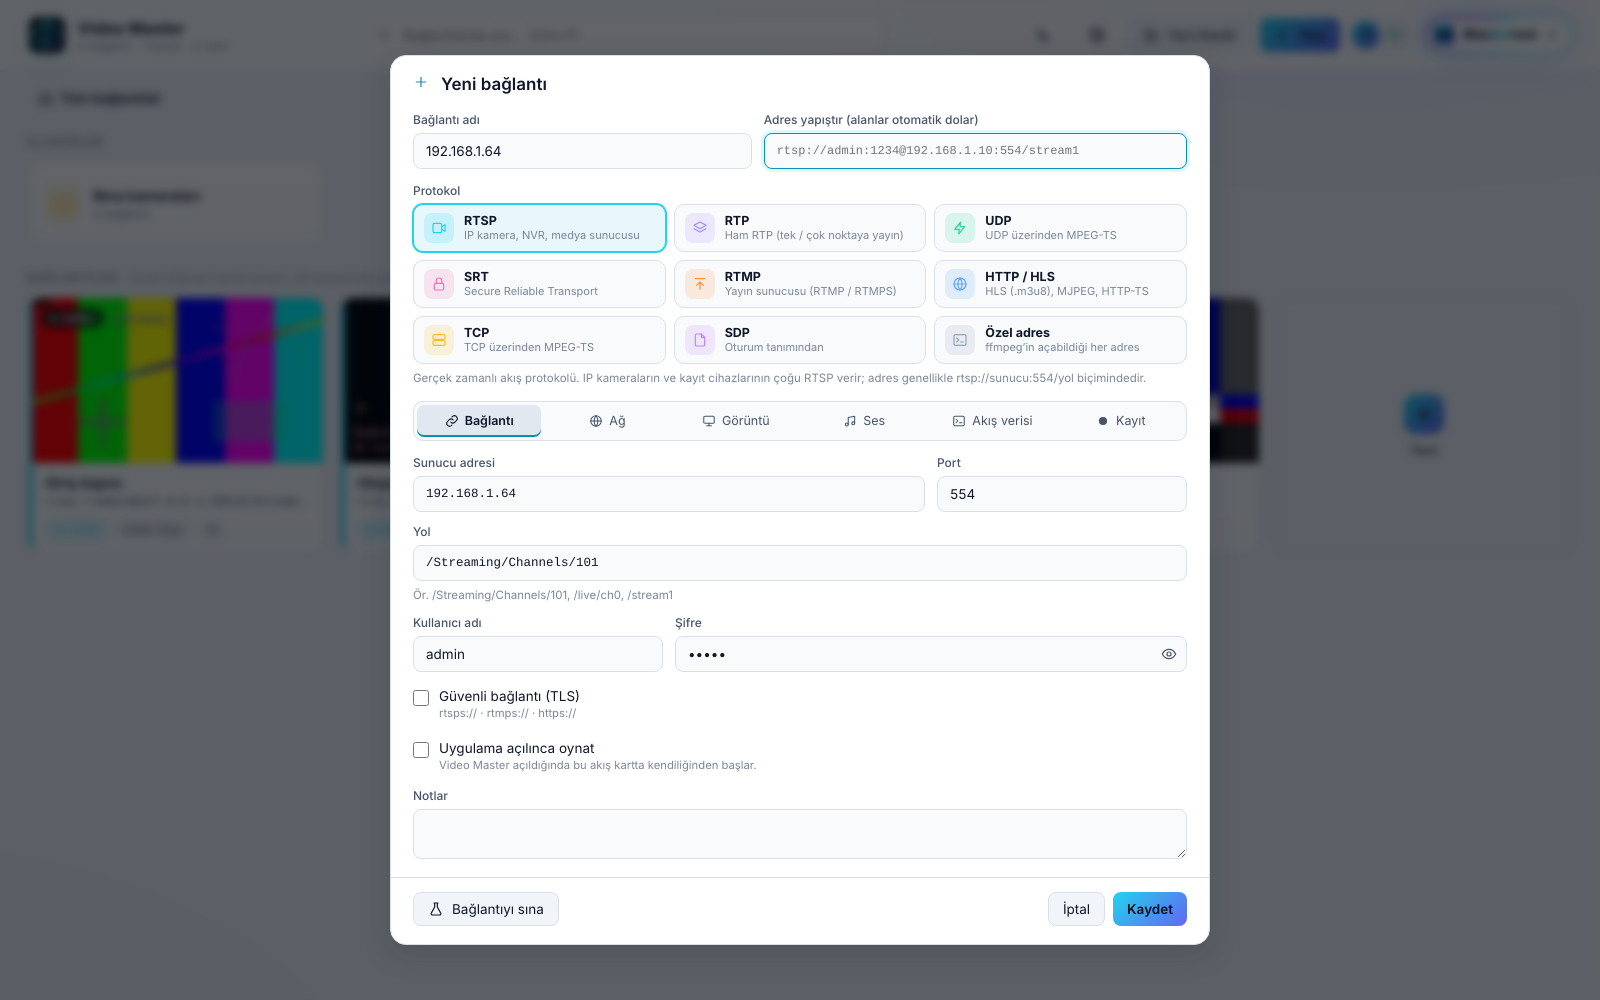 Video Master
Yeni bağlantı
Bağlantı adı
Adres yapıştır (alanlar otomatik dolar)
192.168.1.64
rtsp://admin:1234@192.168.1.10:554/stream1
Protokol
RTSP
IP kamera, NVR, medya sunucusu
RTP
Ham RTP (tek / çok noktaya yayın)
UDP
UDP üzerinden MPEG-TS
SRT
Secure Reliable Transport
RTMP
Yayın sunucusu (RTMP / RTMPS)
HTTP / HLS
HLS (.m3u8), MJPEG, HTTP-TS
TCP
TCP üzerinden MPEG-TS
SDP
Oturum tanımından
Özel adres
ffmpeg'in açabildiği her adres
Gerçek zamanlı akış protokolü. IP kameraların ve kayıt cihazlarının çoğu RTSP verir; adres genellikle rtsp://sunucu:554/yol biçimindedir.
Bağlantı Ağ Görüntü Ses Akış verisi Kayıt
Sunucu adresi
Port
192.168.1.64
554
Yol
/Streaming/Channels/101
Ör. /Streaming/Channels/101, /live/ch0, /stream1
Kullanıcı adı
Şifre
admin
•••••
Güvenli bağlantı (TLS)
rtsps:// · rtmps:// · https://
Uygulama açılınca oynat
Video Master açıldığında bu akış kartta kendiliğinden başlar.
Notlar
Bağlantıyı sına
İptal
Kaydet